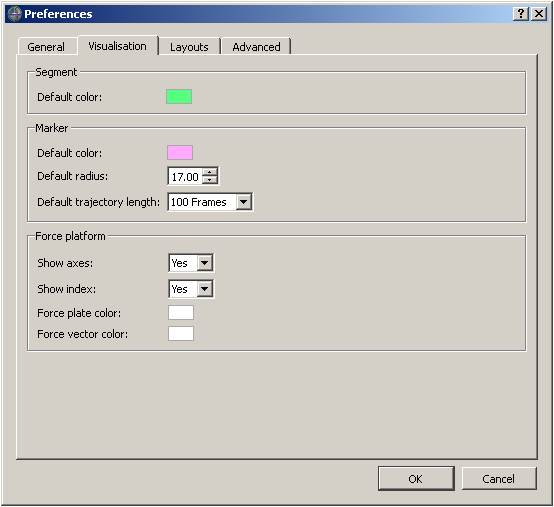 Preferences
General Visualisation Layouts Advanced
Segment
Default color:
Marker
Default color:
Default radius: 17.00
Default trajectory length: 100 Frames
Force platform
Show axes: Yes
Show index: Yes
Force plate color:
Force vector color:
OK Cancel